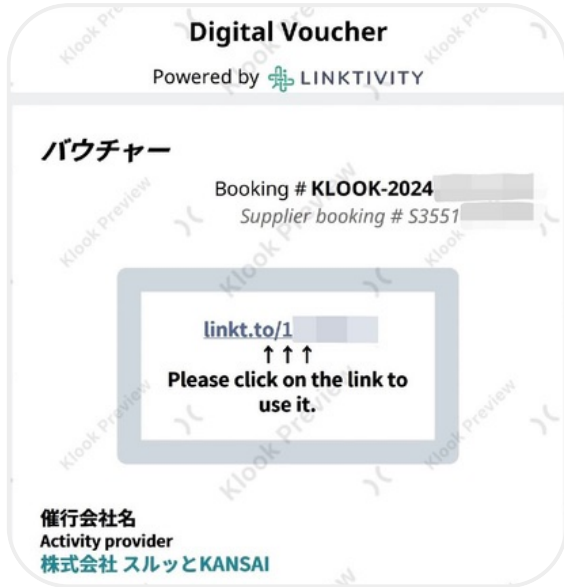 Digital Voucher
Powered by LINKTIVITY
バウチャー
Booking # KLOOK-2024
Supplier booking # S3551
linkt.to/1
↑ ↑ ↑
Please click on the link to
use it.
催行会社名
Activity provider
株式会社 スルッとKANSAI
Klook Preview